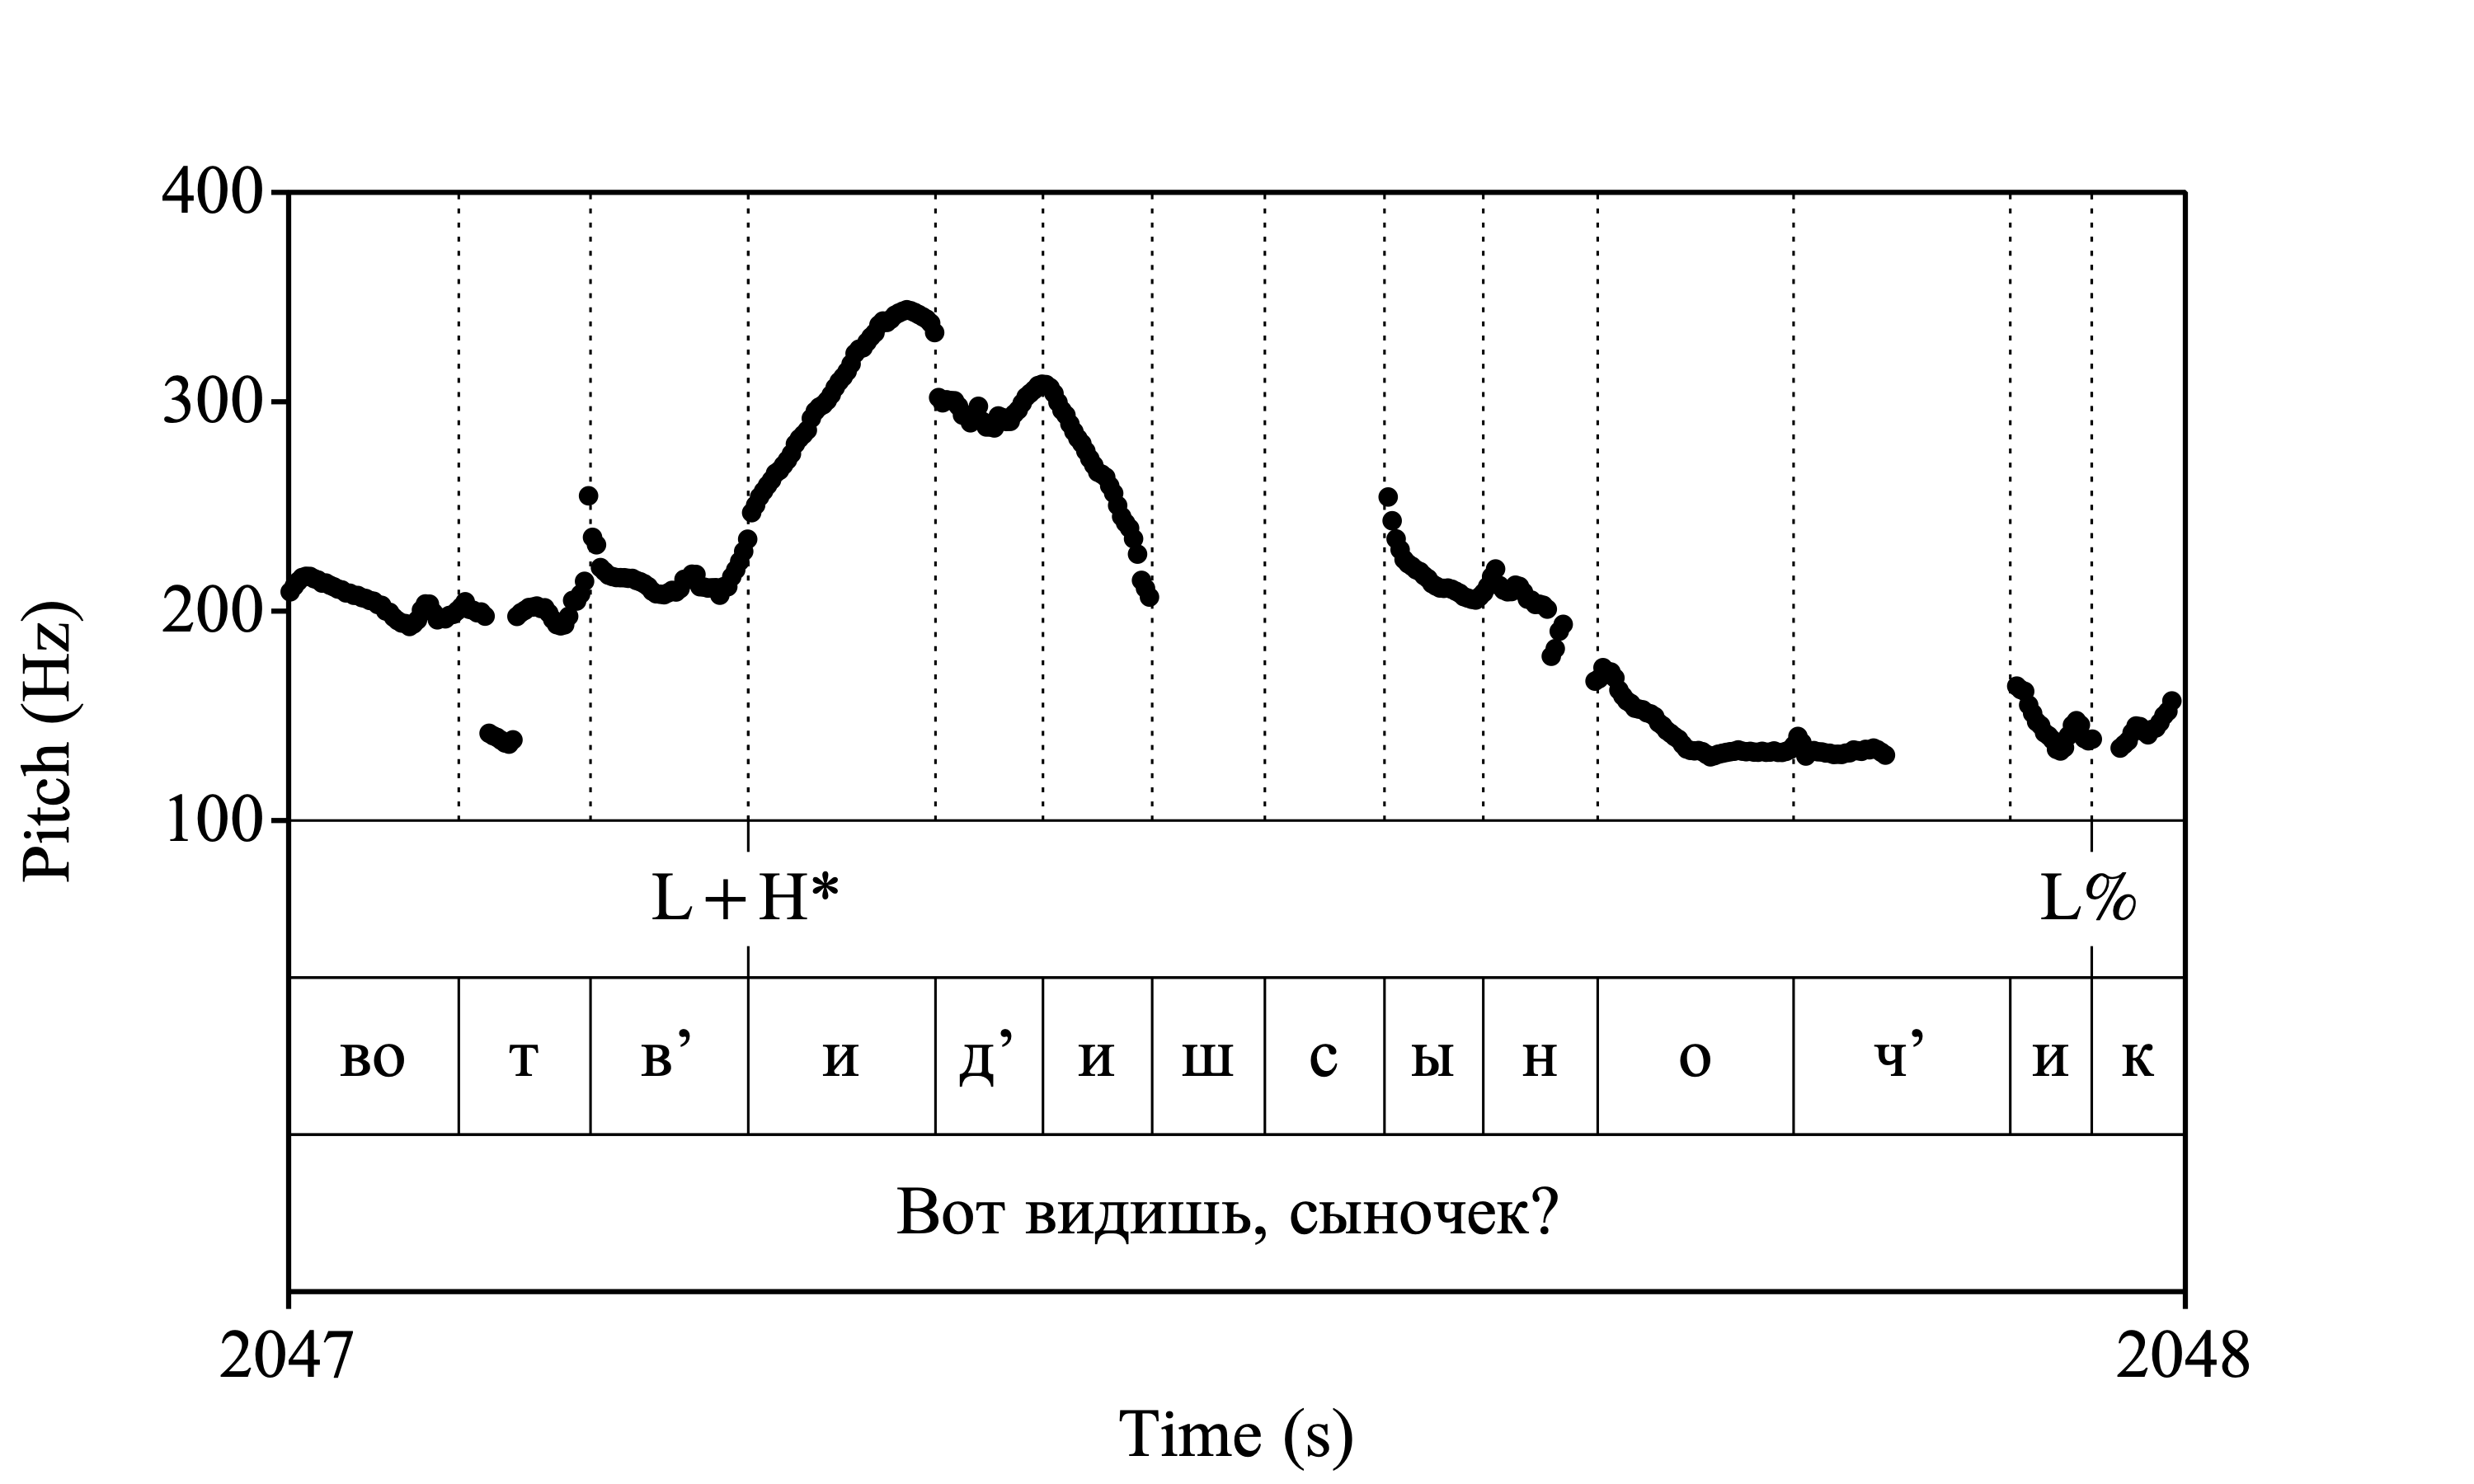 400
300
200
100
Pitch (Hz)
L+H* L%
во т в’ и д’ и ш с ы н о ч’ и к
Вот видишь, сыночек?
2047 2048
Time (s)